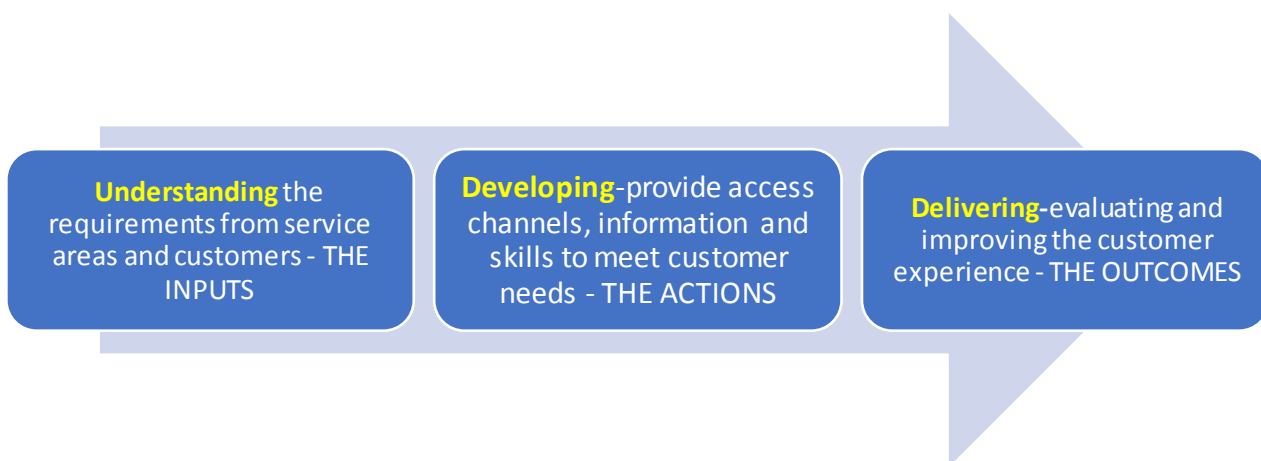 Understanding the
requirements from service
areas and customers - THE
INPUTS
Developing-provide access
channels, information and
skills to meet customer
needs - THE ACTIONS
Delivering-evaluating and
improving the customer
experience - THE OUTCOMES